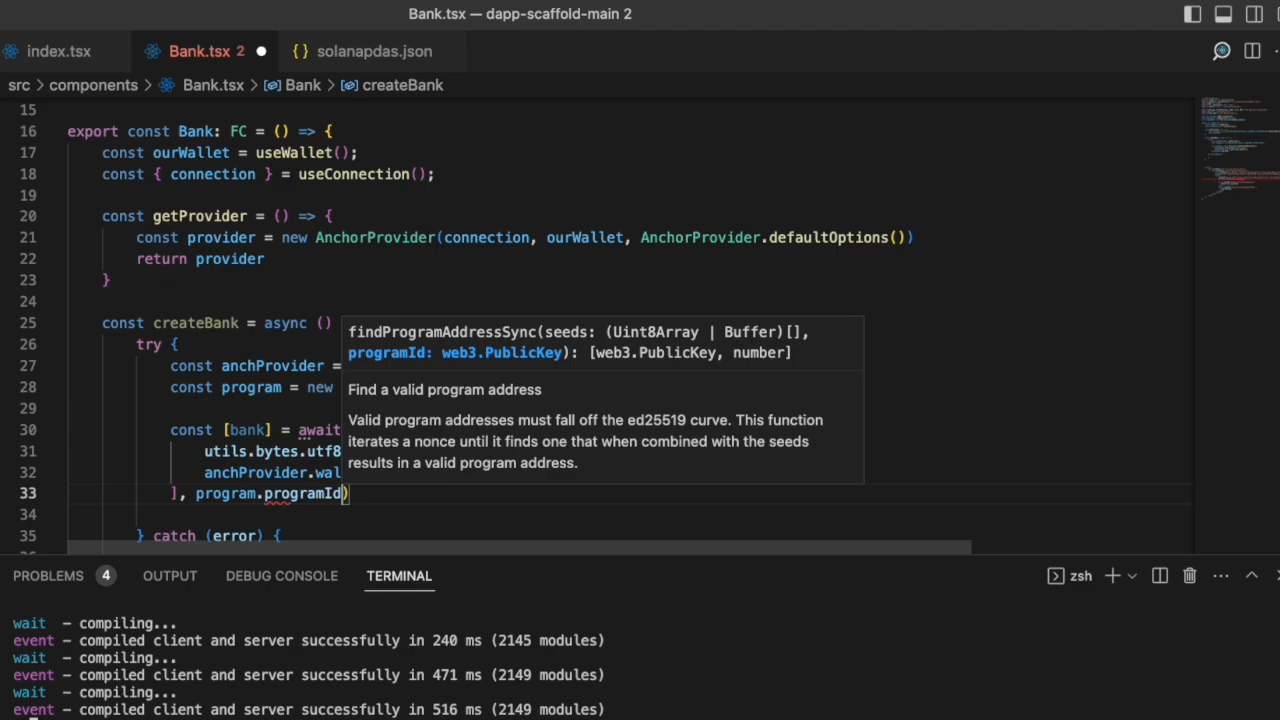 Bank.tsx — dapp-scaffold-main 2
index.tsx
Bank.tsx 2
{} solanapdas.json
src > components > Bank.tsx > Bank > createBank
15
16 export const Bank: FC = () => {
17 const ourWallet = useWallet();
18 const { connection } = useConnection();
19
20 const getProvider = () => {
21 const provider = new AnchorProvider(connection, ourWallet, AnchorProvider.defaultOptions())
22 return provider
23 }
24
25 const createBank = async ()
26 try {
27 const anchProvider =
28 const program = new
29
30 const [bank] = await
31 utils.bytes.utf8
32 anchProvider.wal
33 ], program.programId)
34
35 } catch (error) {
findProgramAddressSync(seeds: (Uint8Array | Buffer)[],
programId: web3.PublicKey): [web3.PublicKey, number]
Find a valid program address
Valid program addresses must fall off the ed25519 curve. This function
iterates a nonce until it finds one that when combined with the seeds
results in a valid program address.
PROBLEMS 4 OUTPUT DEBUG CONSOLE TERMINAL
zsh
wait - compiling...
event - compiled client and server successfully in 240 ms (2145 modules)
wait - compiling...
event - compiled client and server successfully in 471 ms (2149 modules)
wait - compiling...
event - compiled client and server successfully in 516 ms (2149 modules)